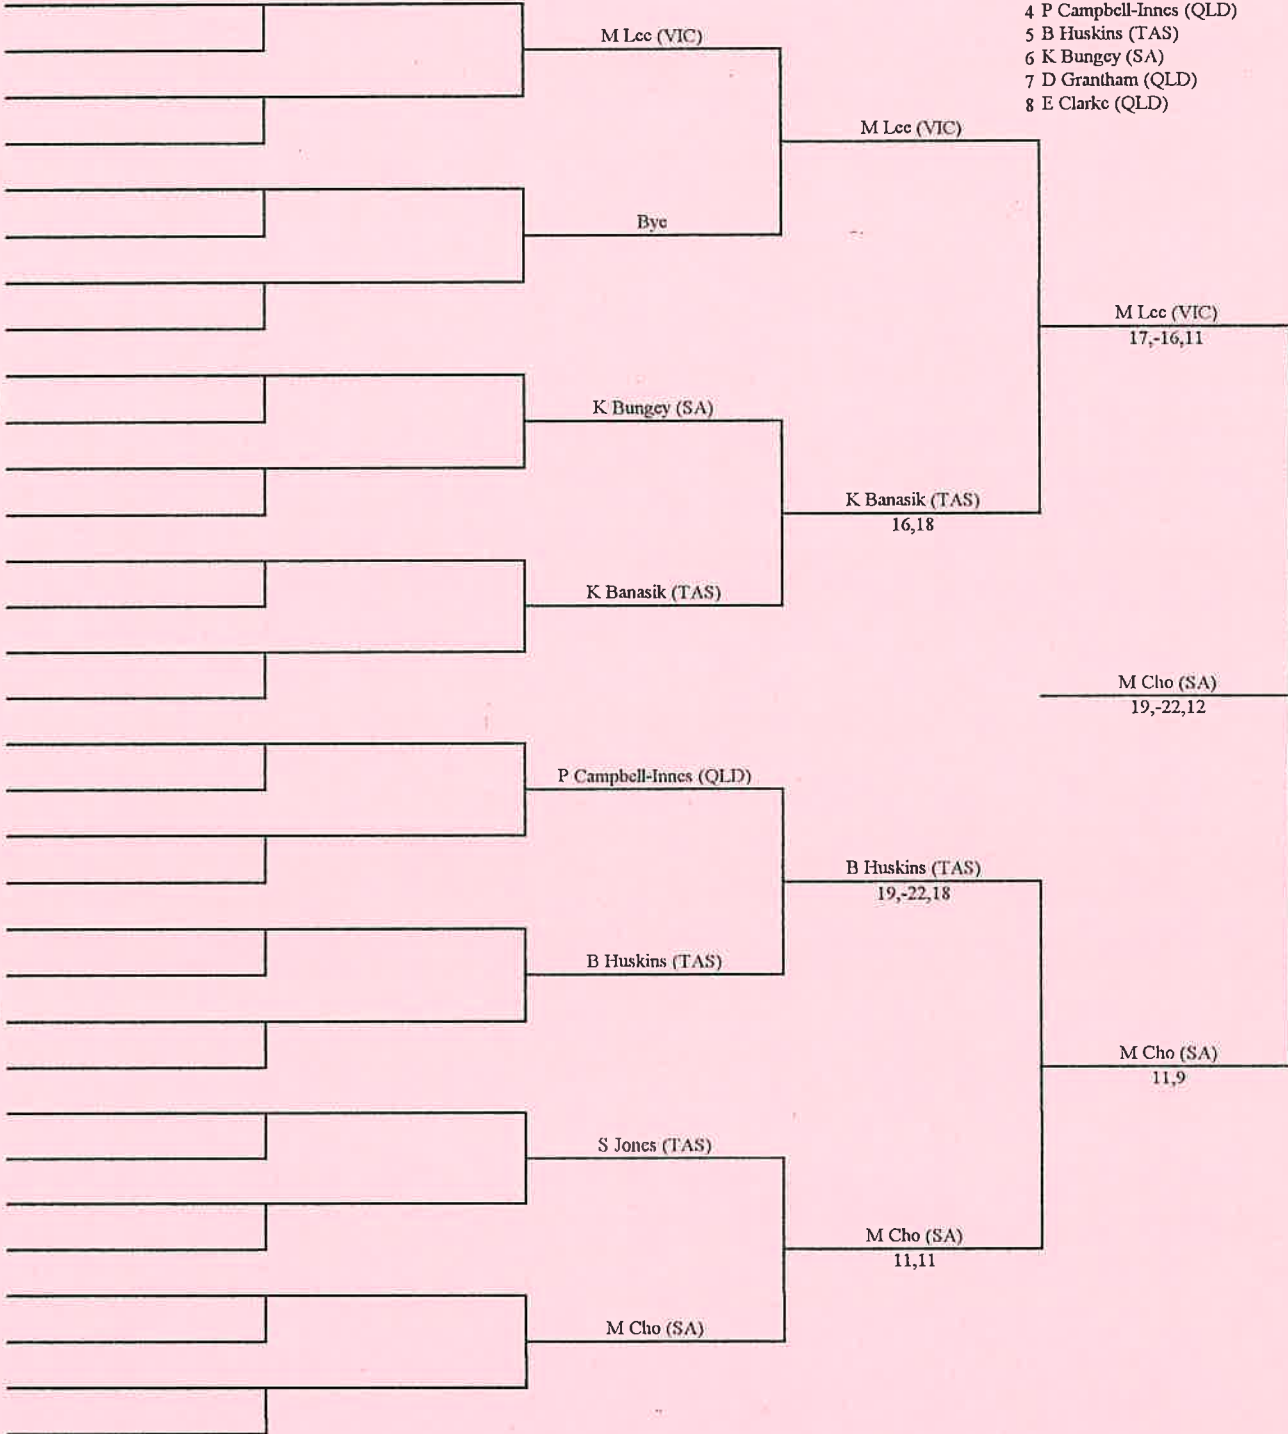 4 P Campbell-Innes (QLD)
5 B Huskins (TAS)
6 K Bungey (SA)
7 D Grantham (QLD)
8 E Clarke (QLD)
M Lee (VIC)
M Lee (VIC)
Bye
M Lee (VIC)
17,-16,11
K Bungey (SA)
K Banasik (TAS)
16,18
K Banasik (TAS)
M Cho (SA)
19,-22,12
P Campbell-Innes (QLD)
B Huskins (TAS)
19,-22,18
B Huskins (TAS)
M Cho (SA)
11,9
S Jones (TAS)
M Cho (SA)
11,11
M Cho (SA)